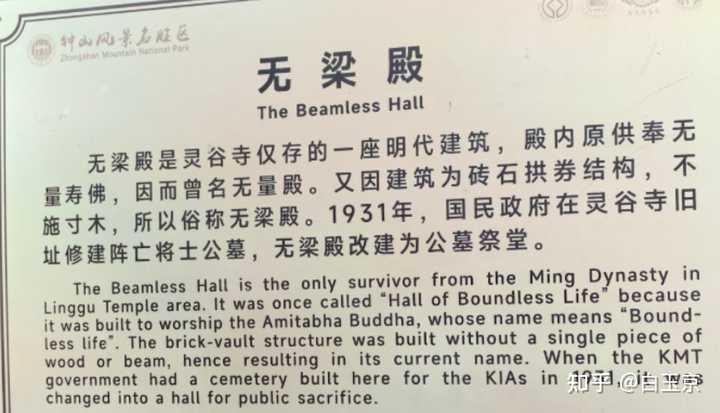 钟山风景名胜区
Zhongshan Mountain National Park
无梁殿
The Beamless Hall
无梁殿是灵谷寺仅存的一座明代建筑，殿内原供奉无
量寿佛，因而曾名无量殿。又因建筑为砖石拱券结构，不
施寸木，所以俗称无梁殿。1931年，国民政府在灵谷寺旧
址修建阵亡将士公墓，无梁殿改建为公墓祭堂。
The Beamless Hall is the only survivor from the Ming Dynasty in
Linggu Temple area. It was once called “Hall of Boundless Life” because
it was built to worship the Amitabha Buddha, whose name means “Bound-
less life”. The brick-vault structure was built without a single piece of
wood or beam, hence resulting in its current name. When the KMT
government had a cemetery built here for the KIAs in 1931, it was
changed into a hall for public sacrifice.
知乎 @白玉京